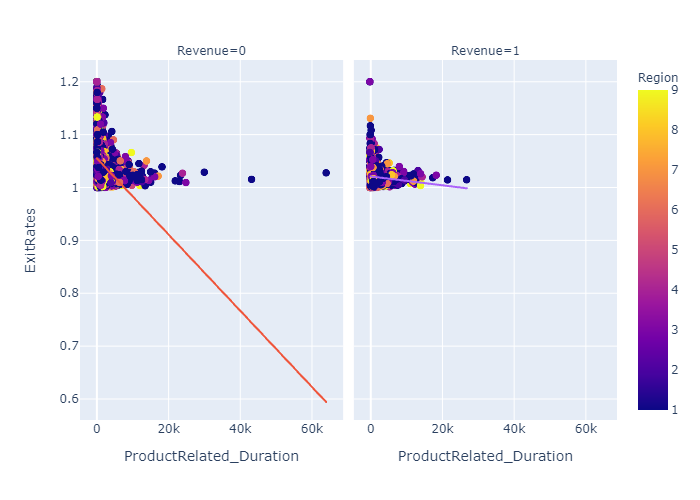 Revenue=0
Revenue=1
Region
ExitRates
1.2
1.1
1
0.9
0.8
0.7
0.6
0
20k
40k
60k
0
20k
40k
60k
ProductRelated_Duration
ProductRelated_Duration
9
8
7
6
5
4
3
2
1